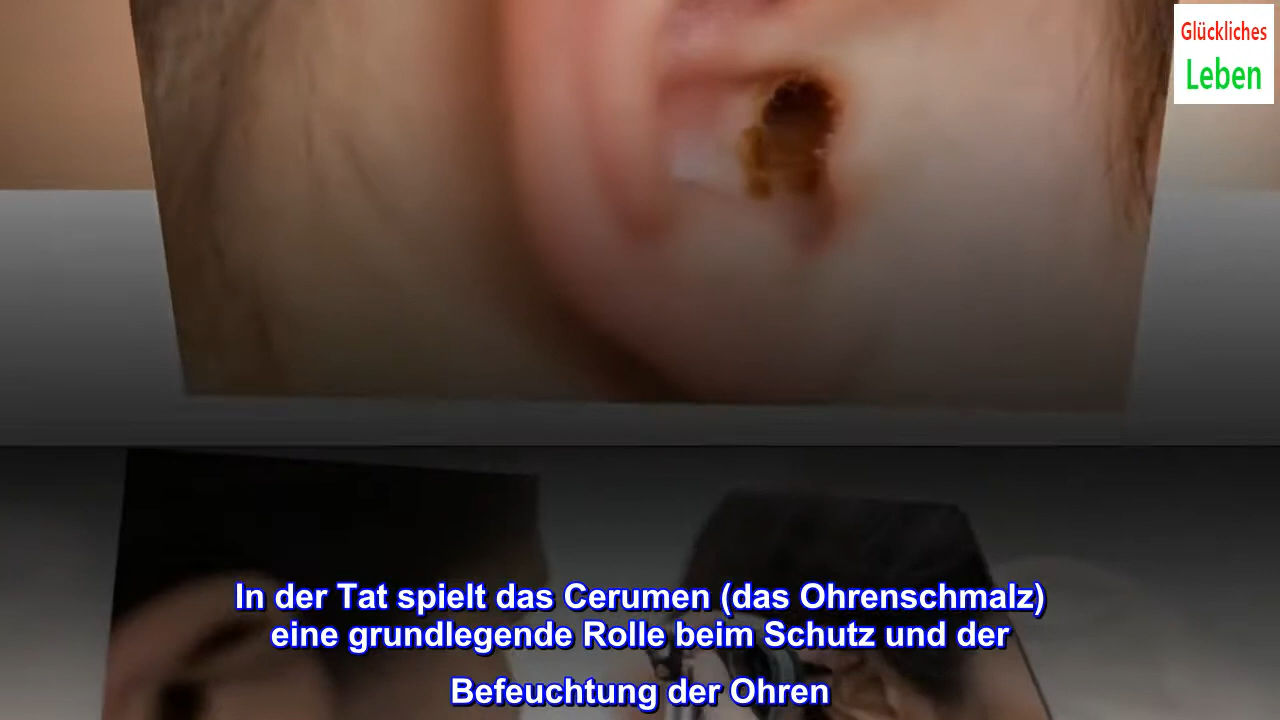 Glückliches
Leben
In der Tat spielt das Cerumen (das Ohrenschmalz)
eine grundlegende Rolle beim Schutz und der
Befeuchtung der Ohren